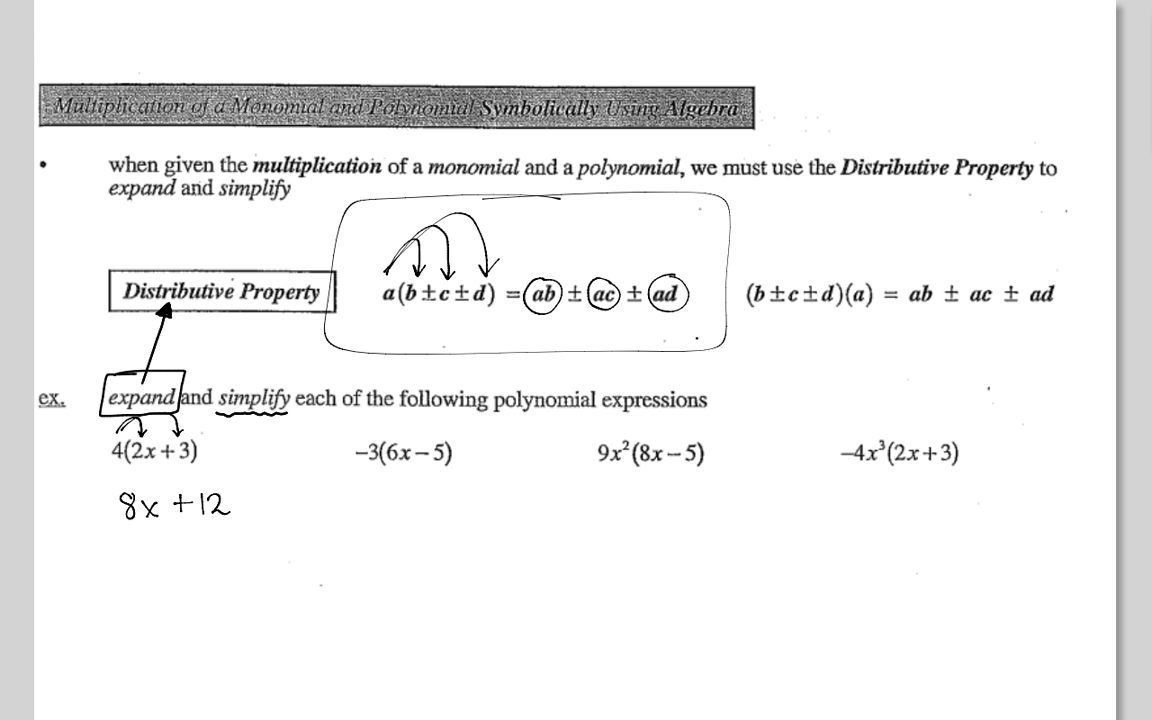 Multiplication of a Monomial and Polynomial Symbolically Using Algebra
• when given the multiplication of a monomial and a polynomial, we must use the Distributive Property to
expand and simplify
Distributive Property a(b±c±d) = ab ± ac ± ad (b±c±d)(a) = ab ± ac ± ad
ex. expand and simplify each of the following polynomial expressions
4(2x+3) −3(6x−5) 9x²(8x−5) −4x³(2x+3)
8x +12